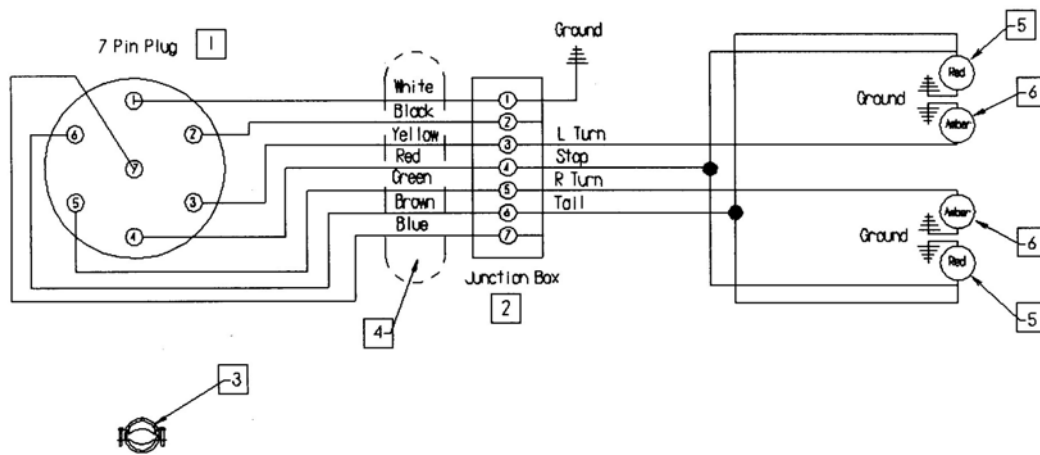 7 Pin Plug 1
1
2
3
4
5
6
7
White
Black
Yellow
Red
Green
Brown
Blue
1
2
3
4
5
6
7
Junction Box
2
4
3
Ground
L Turn
Stop
R Turn
Tail
Red
5
Ground
Amber
6
Amber
6
Ground
Red
5